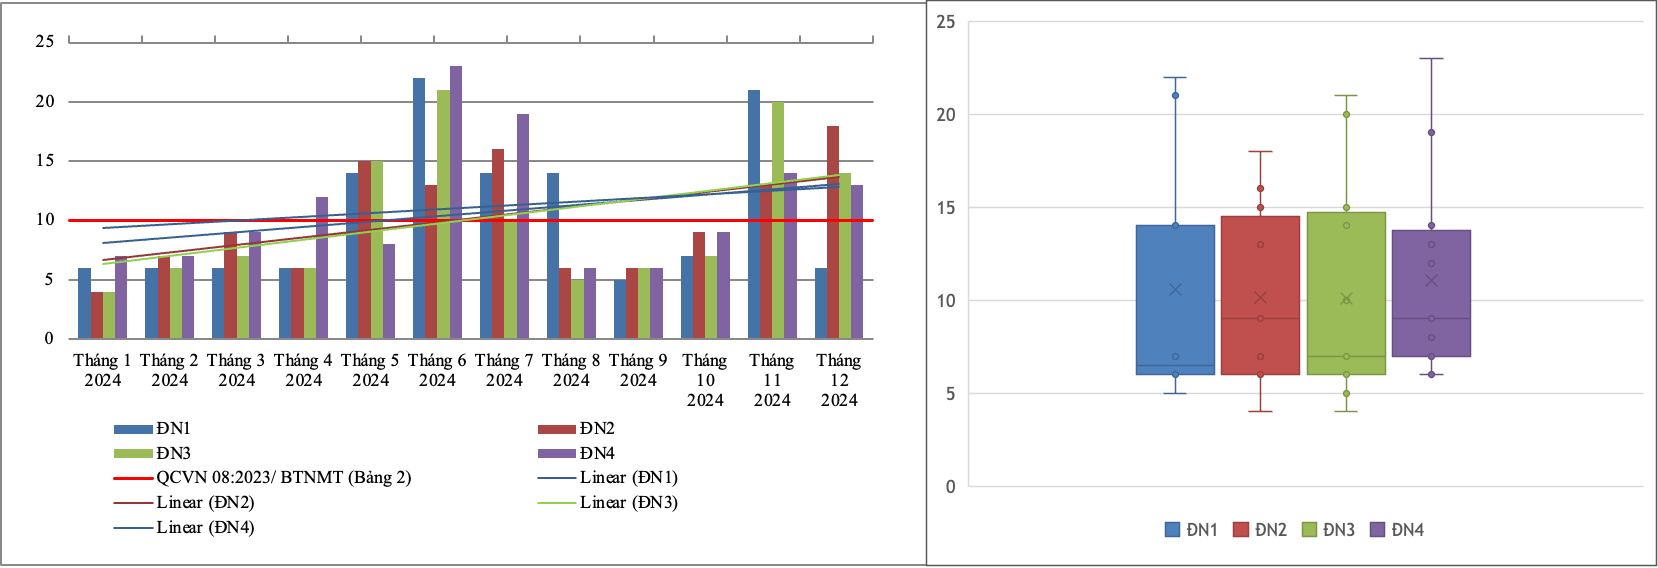 25
20
15
10
5
0
Tháng 1 Tháng 2 Tháng 3 Tháng 4 Tháng 5 Tháng 6 Tháng 7 Tháng 8 Tháng 9 Tháng Tháng Tháng
2024 2024 2024 2024 2024 2024 2024 2024 2024 10 11 12
2024 2024 2024
ĐN1 ĐN2
ĐN3 ĐN4
QCVN 08:2023/ BTNMT (Bảng 2) Linear (ĐN1)
Linear (ĐN2) Linear (ĐN3)
Linear (ĐN4)
25
20
15
10
5
0
ĐN1 ĐN2 ĐN3 ĐN4